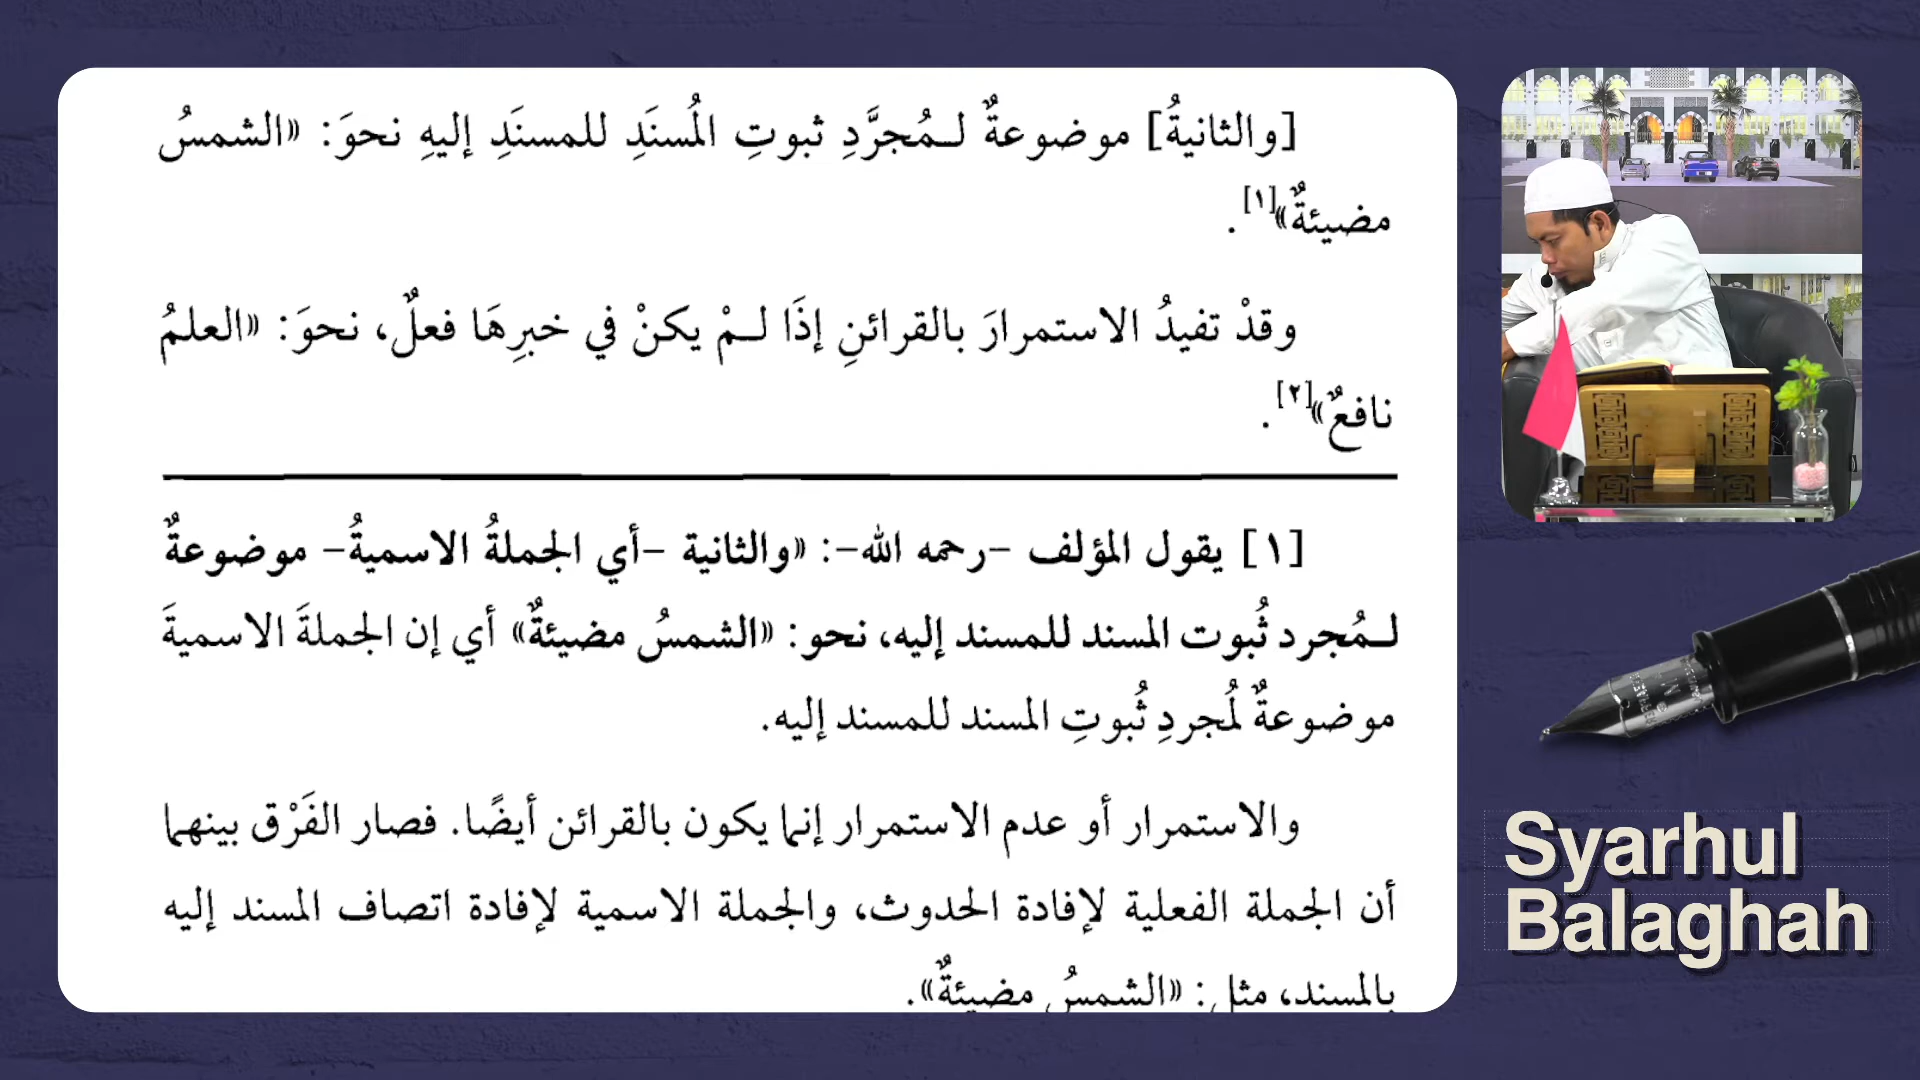 [والثانيةُ] موضوعةٌ لـمُجرَّدِ ثبوتِ المُسنَدِ للمسنَدِ إليهِ نحوَ: «الشمسُ
مضيئةٌ»[١].
وقدْ تفيدُ الاستمرارَ بالقرائنِ إذَا لـمْ يكنْ في خبرِهَا فعلٌ، نحوَ: «العلمُ
نافعٌ»[٢].
[١] يقول المؤلف -رحمه الله-: «والثانية -أي الجملةُ الاسميةُ- موضوعةٌ
لـمُجرد ثُبوت المسند للمسند إليه، نحو: «الشمسُ مضيئةٌ» أي إن الجملةَ الاسميةَ
موضوعةٌ لمُجردِ ثُبوتِ المسند للمسند إليه.
والاستمرار أو عدم الاستمرار إنما يكون بالقرائن أيضًا. فصار الفَرْق بينهما
أن الجملة الفعلية لإفادة الحدوث، والجملة الاسمية لإفادة اتصاف المسند إليه
بالمسند، مثل: «الشمسُ مضيئةٌ».
Syarhul
Balaghah